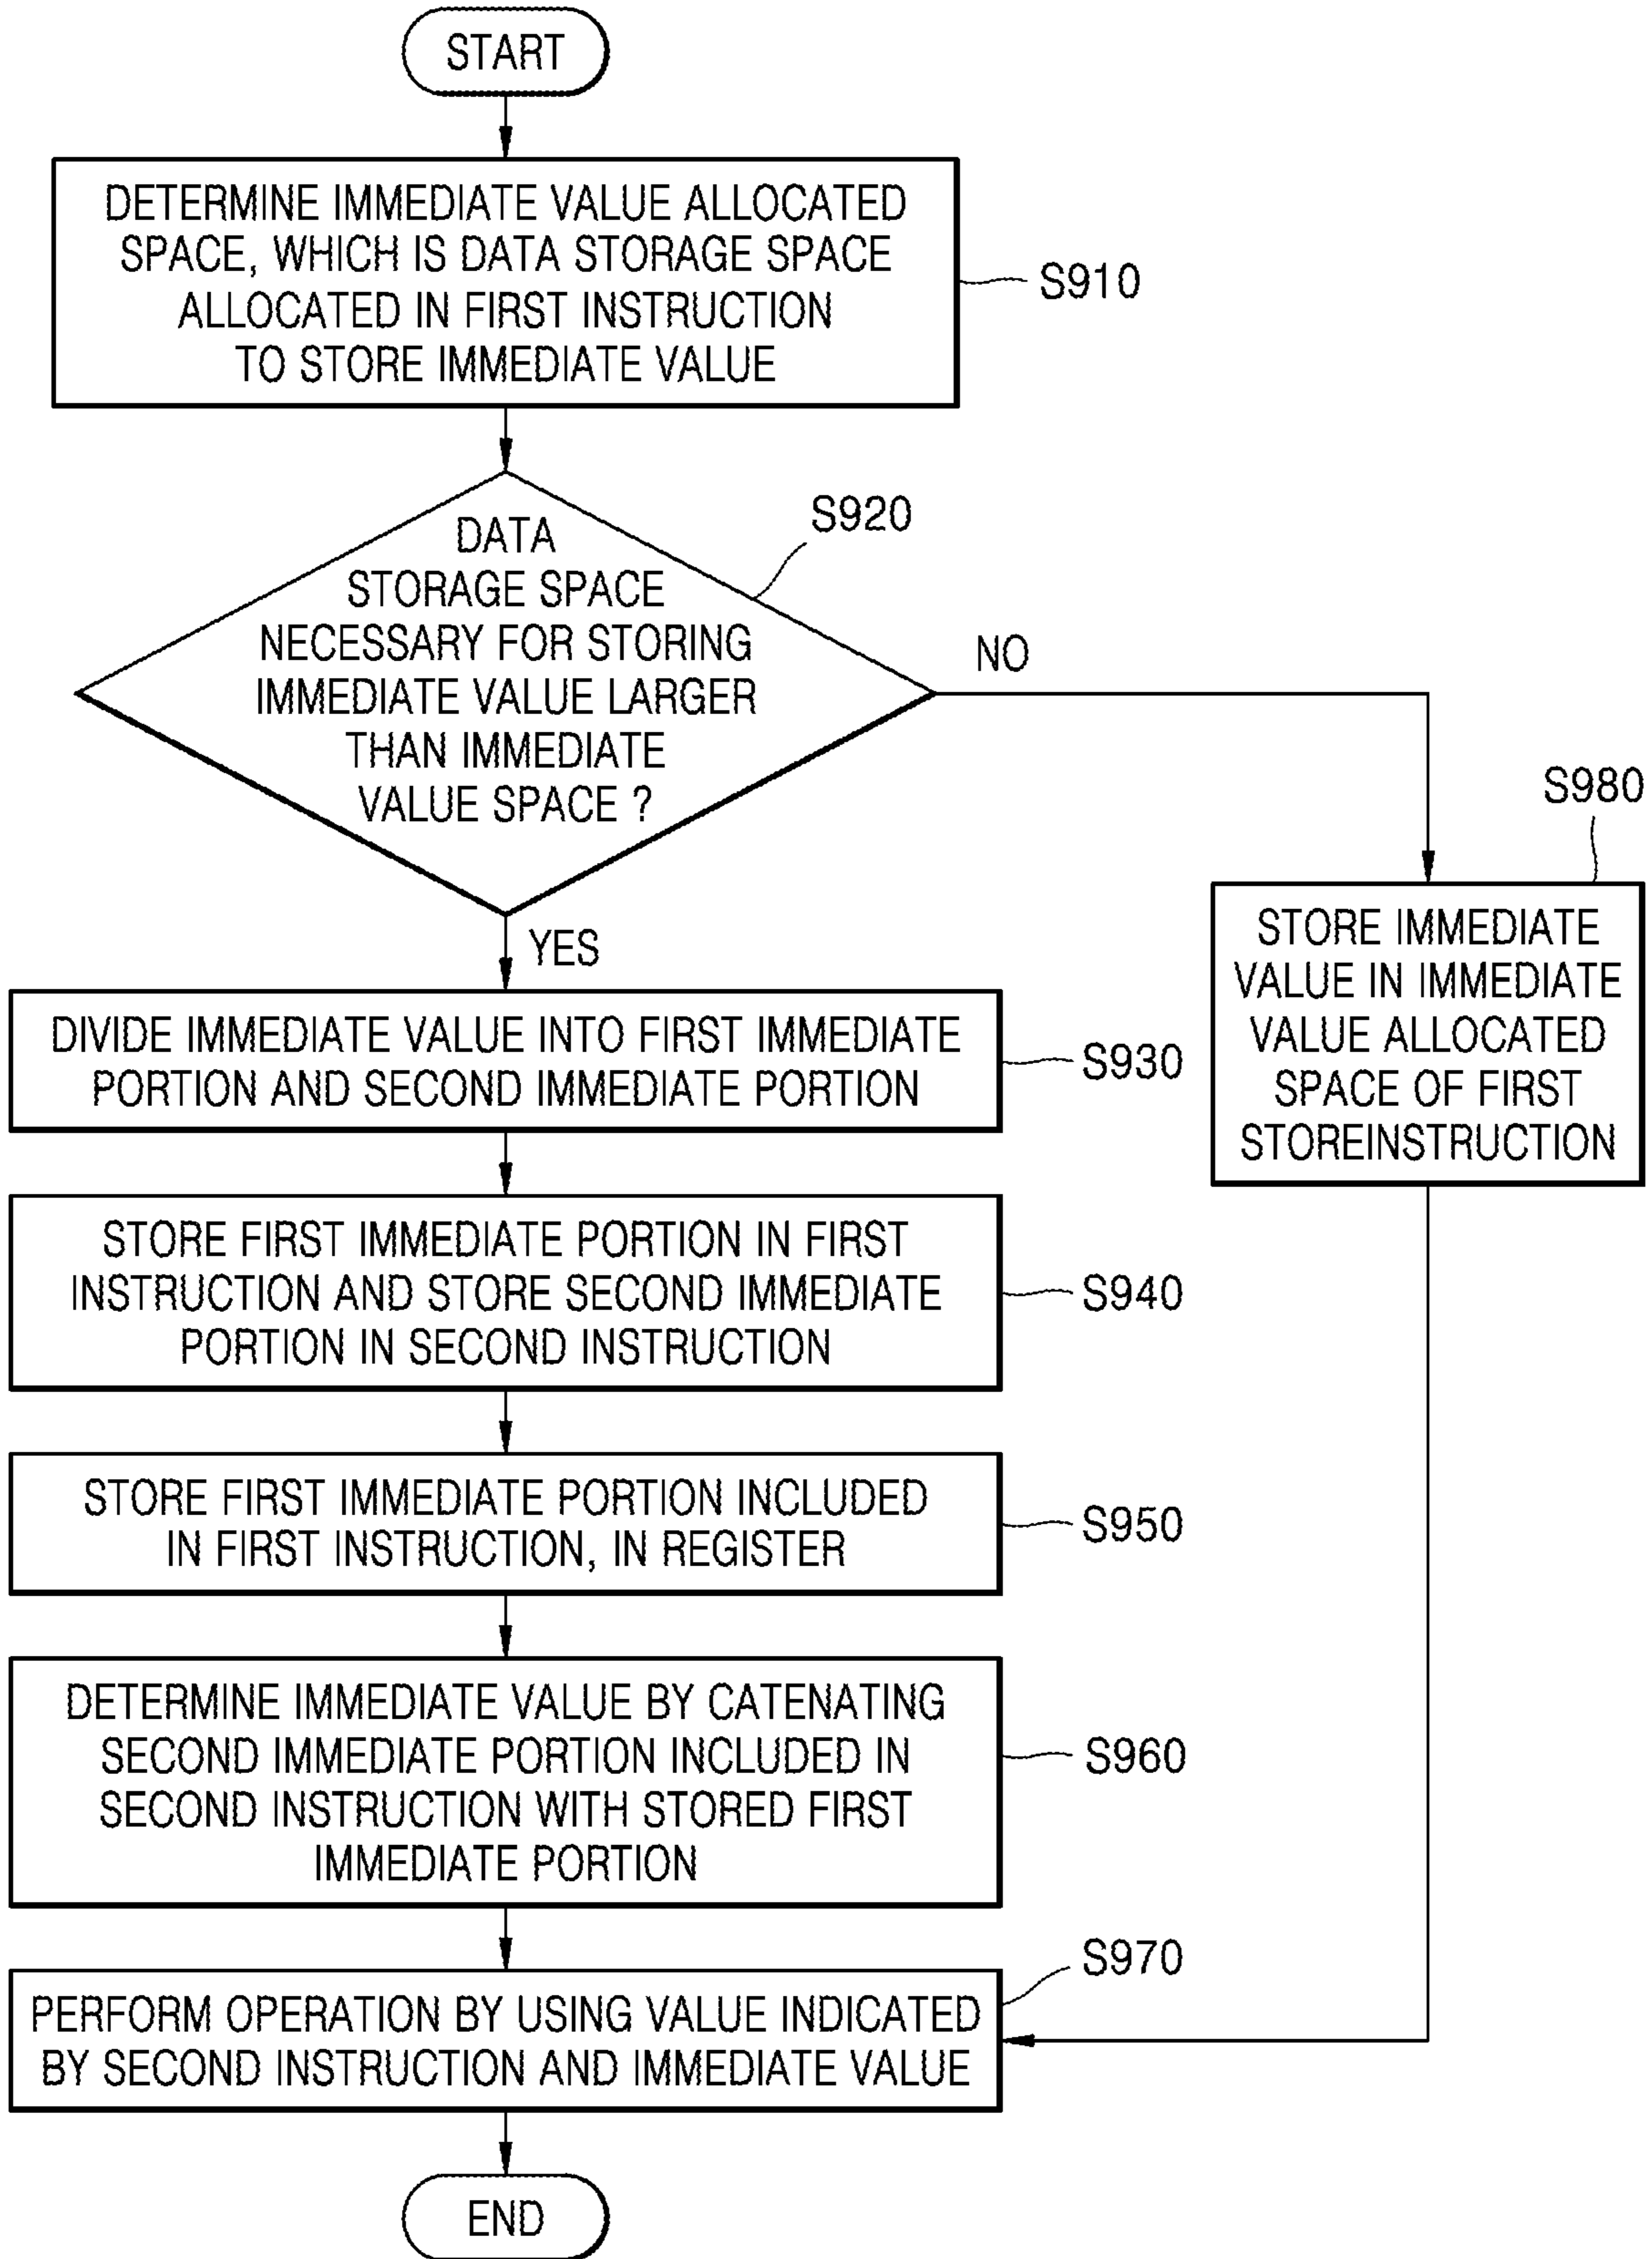 START
DETERMINE IMMEDIATE VALUE ALLOCATED
SPACE, WHICH IS DATA STORAGE SPACE
ALLOCATED IN FIRST INSTRUCTION
TO STORE IMMEDIATE VALUE
S910
S920
DATA
STORAGE SPACE
NECESSARY FOR STORING
IMMEDIATE VALUE LARGER
THAN IMMEDIATE
VALUE SPACE ?
NO
YES
S980
STORE IMMEDIATE
VALUE IN IMMEDIATE
VALUE ALLOCATED
SPACE OF FIRST
STOREINSTRUCTION
DIVIDE IMMEDIATE VALUE INTO FIRST IMMEDIATE
PORTION AND SECOND IMMEDIATE PORTION
S930
STORE FIRST IMMEDIATE PORTION IN FIRST
INSTRUCTION AND STORE SECOND IMMEDIATE
PORTION IN SECOND INSTRUCTION
S940
STORE FIRST IMMEDIATE PORTION INCLUDED
IN FIRST INSTRUCTION, IN REGISTER
S950
DETERMINE IMMEDIATE VALUE BY CATENATING
SECOND IMMEDIATE PORTION INCLUDED IN
SECOND INSTRUCTION WITH STORED FIRST
IMMEDIATE PORTION
S960
S970
PERFORM OPERATION BY USING VALUE INDICATED
BY SECOND INSTRUCTION AND IMMEDIATE VALUE
END